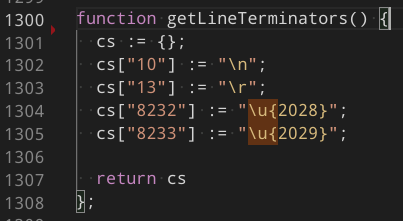 1300 function getLineTerminators() {
1301 cs := {};
1302 cs["10"] := "\n";
1303 cs["13"] := "\r";
1304 cs["8232"] := "\u{2028}";
1305 cs["8233"] := "\u{2029}";
1306
1307 return cs
1308 };